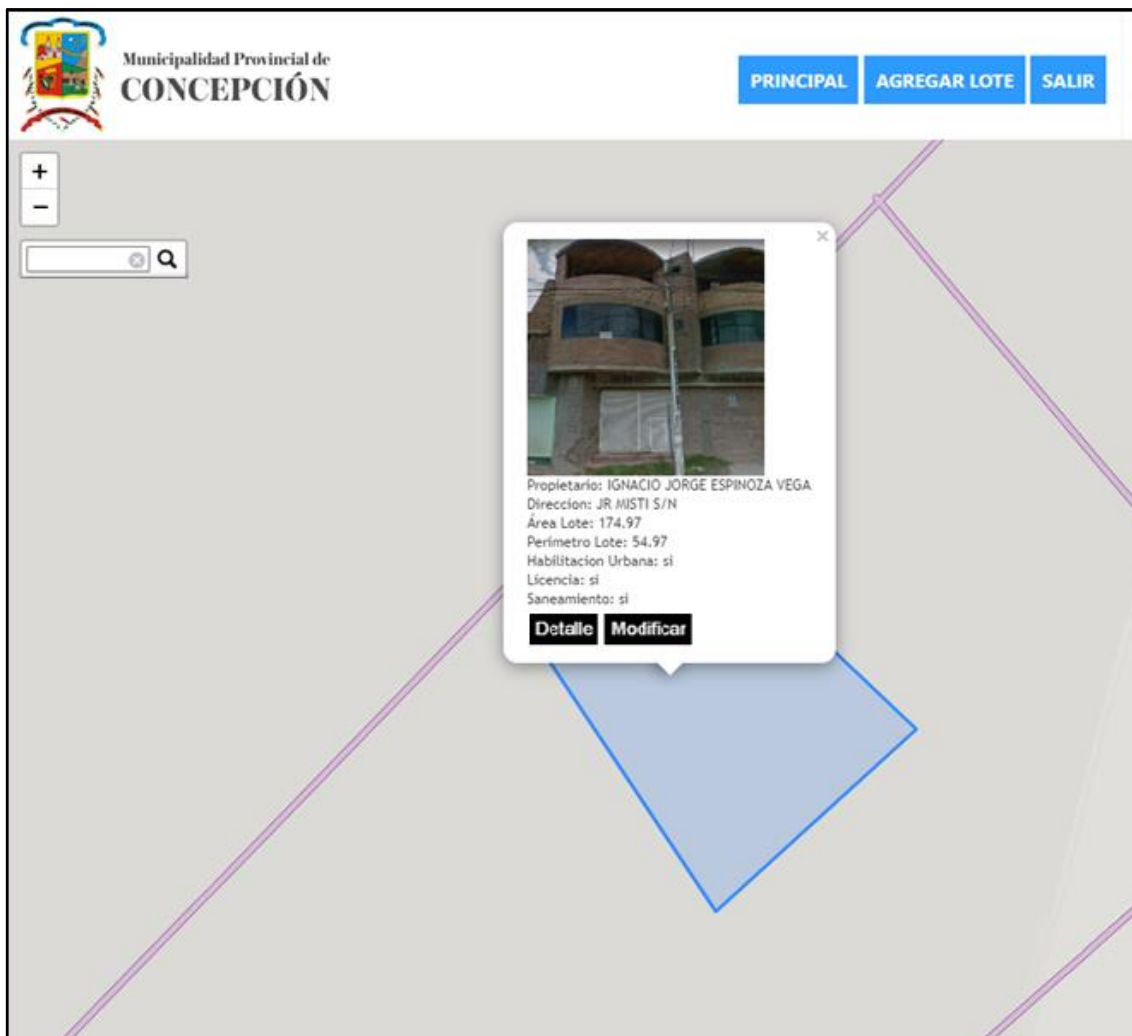 Municipalidad Provincial de
CONCEPCIÓN
PRINCIPAL AGREGAR LOTE SALIR
+
−
×
Propietario: IGNACIO JORGE ESPINOZA VEGA
Direccion: JR MISTI S/N
Área Lote: 174.97
Perímetro Lote: 54.97
Habilitacion Urbana: si
Licencia: si
Saneamiento: si
Detalle Modificar